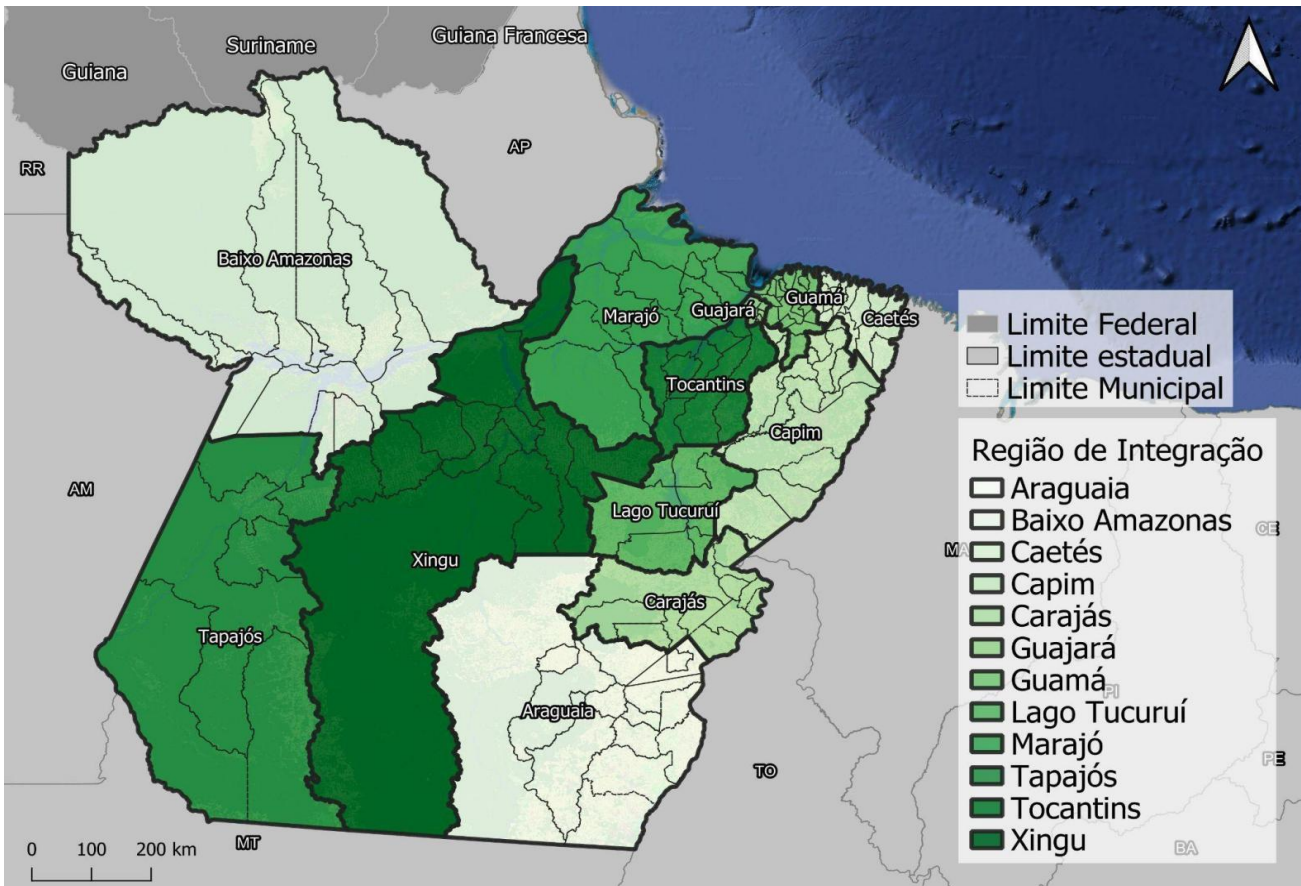 Suriname
Guiana Francesa
Guiana
RR
AP
Baixo Amazonas
Marajó
Guajará
Guamá
Caetés
Tocantins
Capim
AM
Lago Tucuruí
Xingu
Carajás
Tapajós
Araguaia
MA
CE
PI
PE
TO
MT
BA
Limite Federal
Limite estadual
Limite Municipal
Região de Integração
Araguaia
Baixo Amazonas
Caetés
Capim
Carajás
Guajará
Guamá
Lago Tucuruí
Marajó
Tapajós
Tocantins
Xingu
0 100 200 km